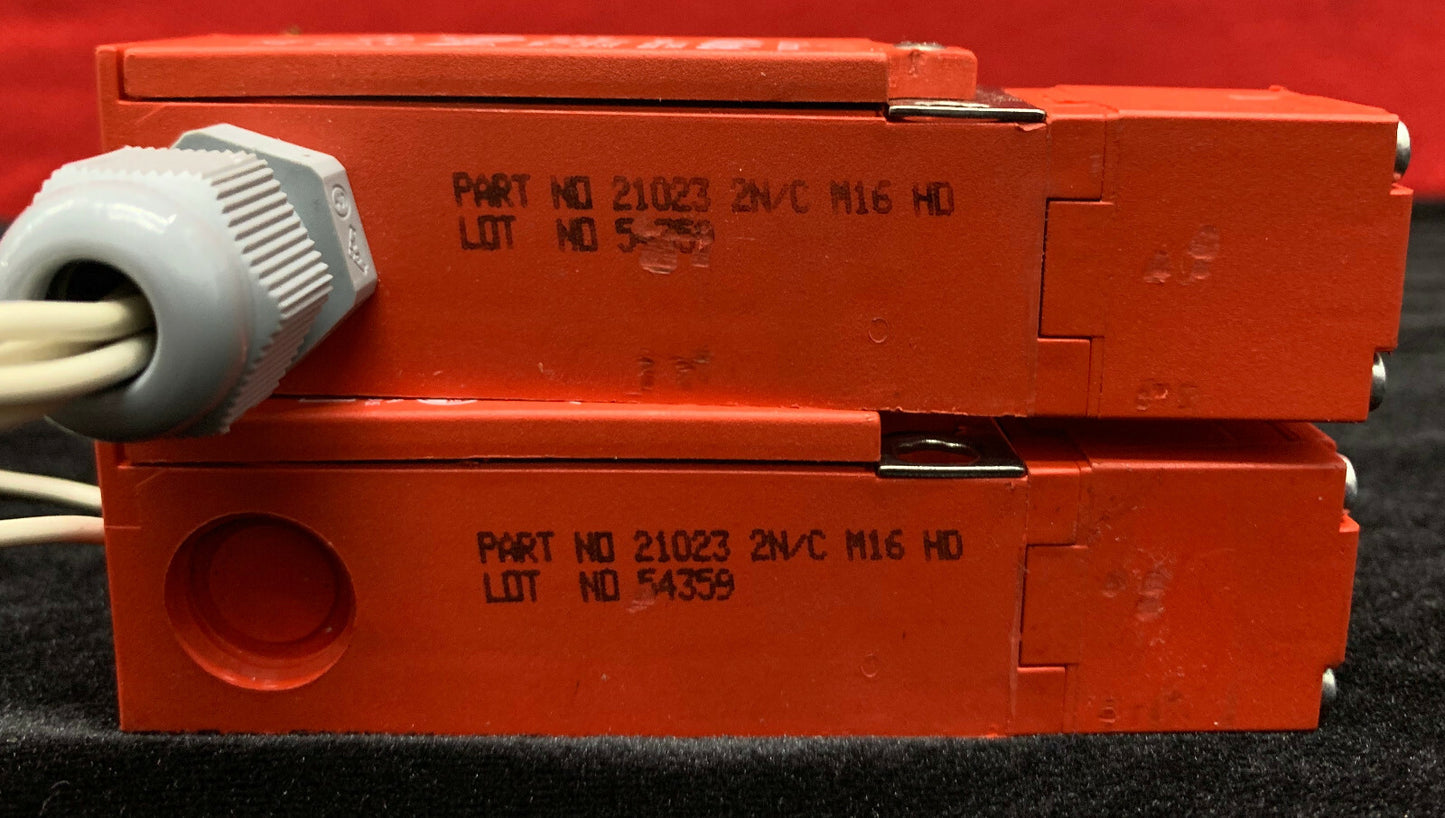 PART NO 21023 2N/C M16 HD
LOT NO
PART NO 21023 2N/C M16 HD
LOT NO 54359